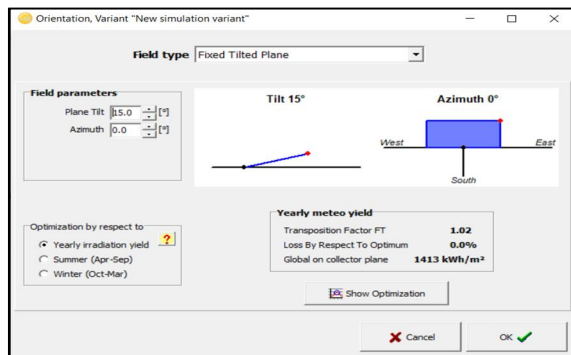 Orientation, Variant "New simulation variant"
Field type Fixed Tilted Plane
Field parameters
Plane Tilt 15.0 [°]
Azimuth 0.0 [°]
Tilt 15°
Azimuth 0°
West
East
South
Optimization by respect to
Yearly irradiation yield
Summer (Apr-Sep)
Winter (Oct-Mar)
?
Yearly meteo yield
Transposition Factor FT 1.02
Loss By Respect To Optimum 0.0%
Global on collector plane 1413 kWh/m²
Show Optimization
Cancel
OK